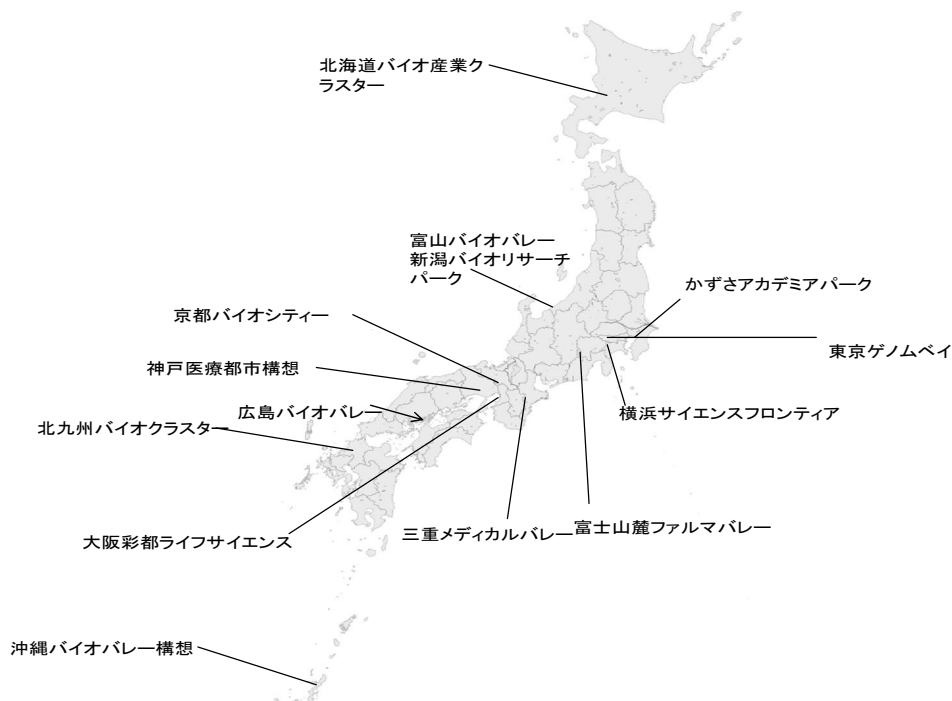 北海道バイオ産業ク
ラスター
富山バイオバレー
新潟バイオリサーチ
パーク
かずさアカデミアパーク
京都バイオシティー
東京ゲノムベイ
神戸医療都市構想
広島バイオバレー
横浜サイエンスフロンティア
北九州バイオクラスター
大阪彩都ライフサイエンス
三重メディカルバレー
富士山麓ファルマバレー
沖縄バイオバレー構想